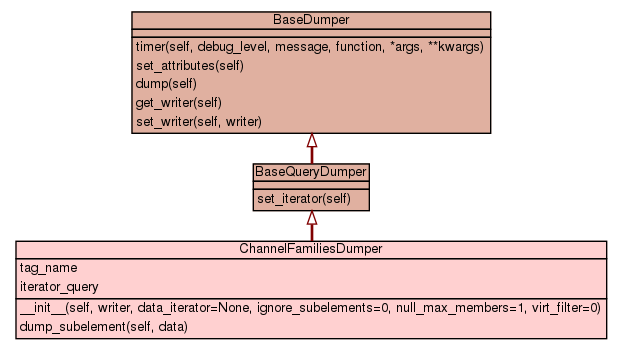 BaseDumper
timer(self, debug_level, message, function, *args, **kwargs)
set_attributes(self)
dump(self)
get_writer(self)
set_writer(self, writer)
BaseQueryDumper
set_iterator(self)
ChannelFamiliesDumper
tag_name
iterator_query
__init__(self, writer, data_iterator=None, ignore_subelements=0, null_max_members=1, virt_filter=0)
dump_subelement(self, data)